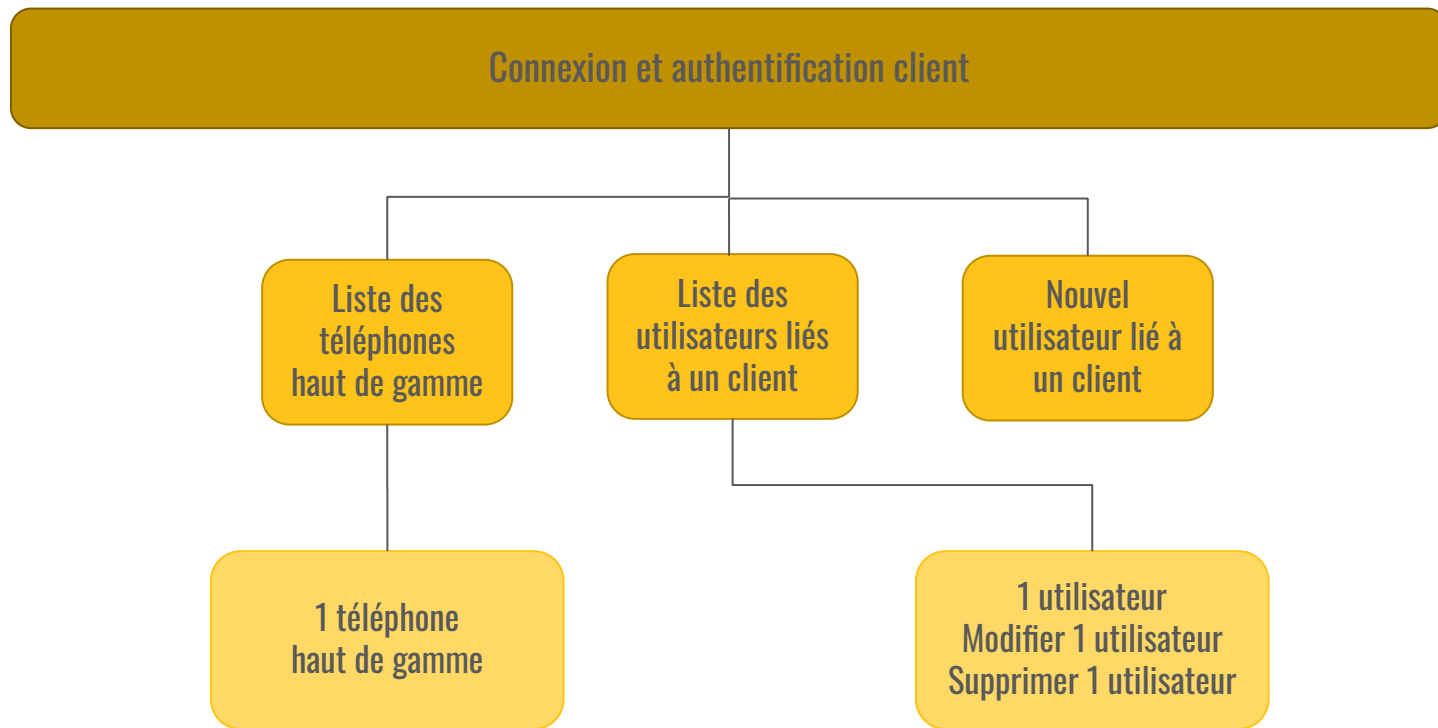 Connexion et authentification client
Liste des
téléphones
haut de gamme
Liste des
utilisateurs liés
à un client
Nouvel
utilisateur lié à
un client
1 téléphone
haut de gamme
1 utilisateur
Modifier 1 utilisateur
Supprimer 1 utilisateur